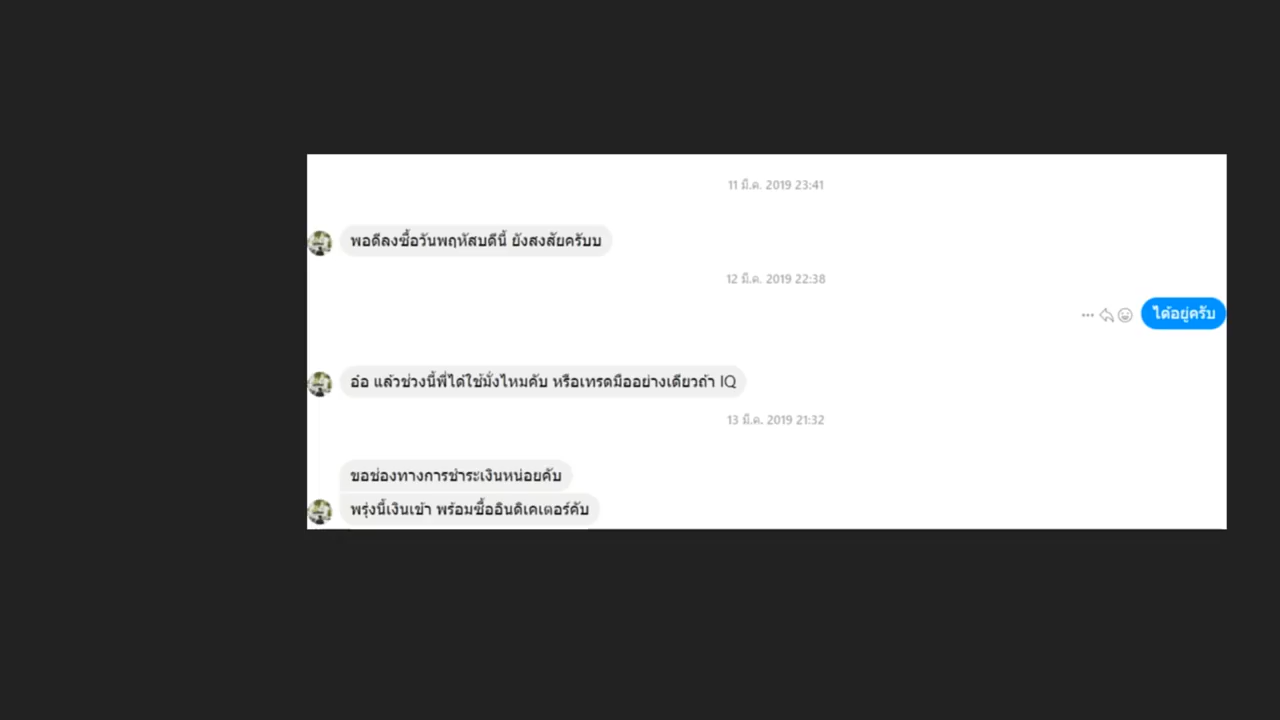 11 มี.ค. 2019 23:41
พอดีลงซื้อวันพฤหัสบดีนี้ ยังสงสัยครับบ
12 มี.ค. 2019 22:38
ได้อยู่ครับ
อ๋อ แล้วช่วงนี้พี่ได้ใช้มั่งไหมคับ หรือเทรดมืออย่างเดียวถ้า IQ
13 มี.ค. 2019 21:32
ขอช่องทางการชำระเงินหน่อยคับ
พรุ่งนี้เงินเข้า พร้อมซื้ออินดิเคเตอร์คับ